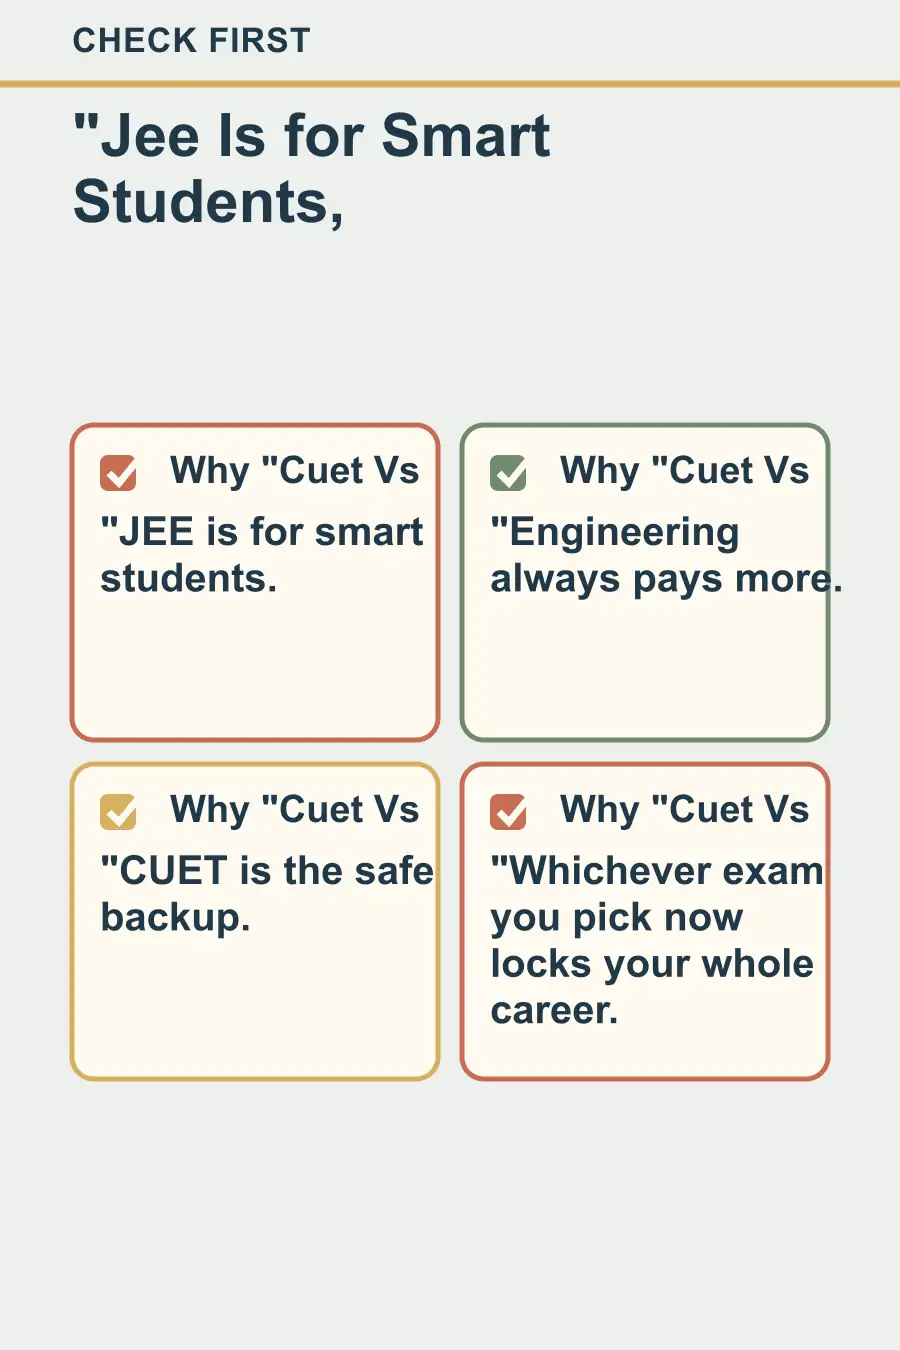 CHECK FIRST
"Jee Is for Smart
Students,
Why "Cuet Vs
"JEE is for smart
students.
Why "Cuet Vs
"Engineering
always pays more.
Why "Cuet Vs
"CUET is the safe
backup.
Why "Cuet Vs
"Whichever exam
you pick now
locks your whole
career.